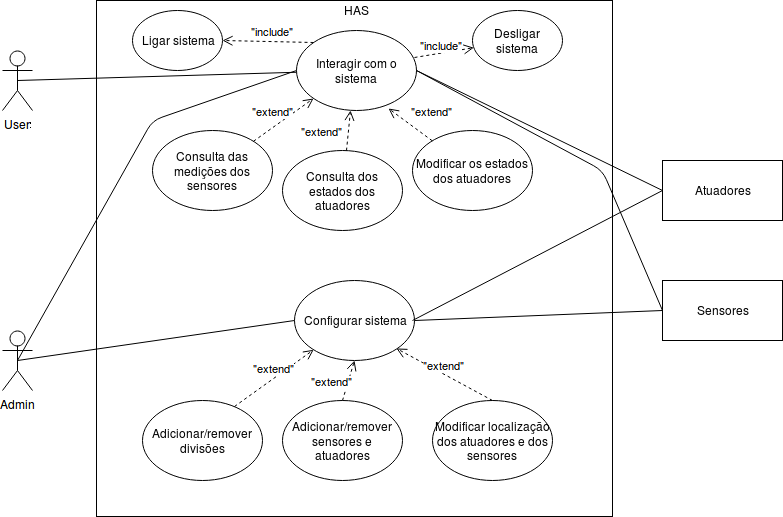 HAS
Ligar sistema
"include"
Interagir com o
sistema
"include"
Desligar
sistema
User:
"extend"
"extend"
"extend"
Consulta das
medições dos
sensores
Consulta dos
estados dos
atuadores
Modificar os estados
dos atuadores
Atuadores
Configurar sistema
Sensores
Admin
"extend"
"extend"
"extend"
Adicionar/remover
divisões
Adicionar/remover
sensores e
atuadores
Modificar localização
dos atuadores e dos
sensores